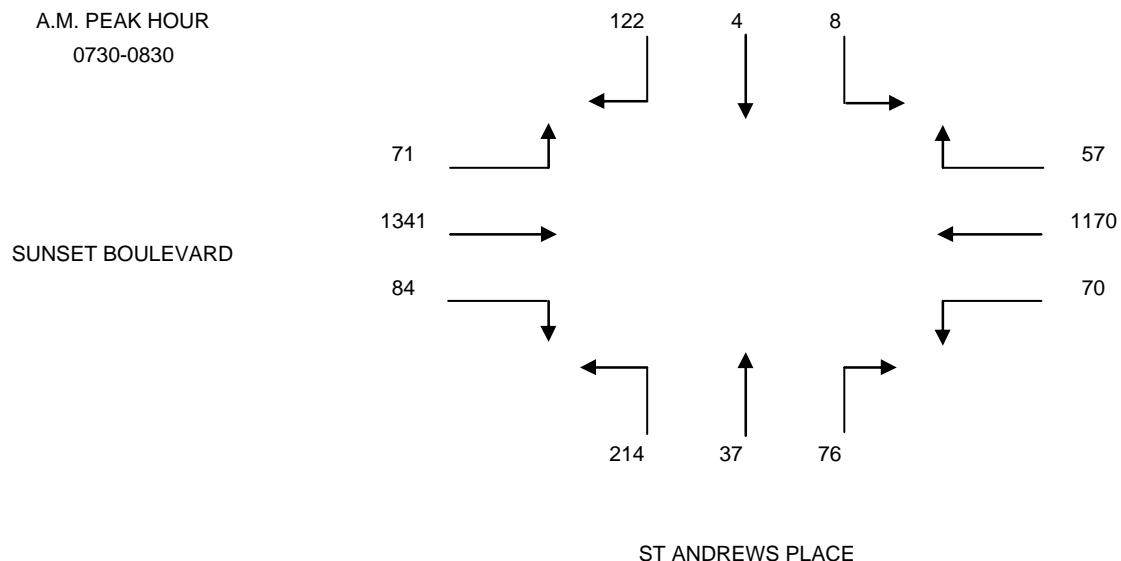 A.M. PEAK HOUR
0730-0830
122 4 8
71 57
1341 1170
SUNSET BOULEVARD
84 70
214 37 76
ST ANDREWS PLACE